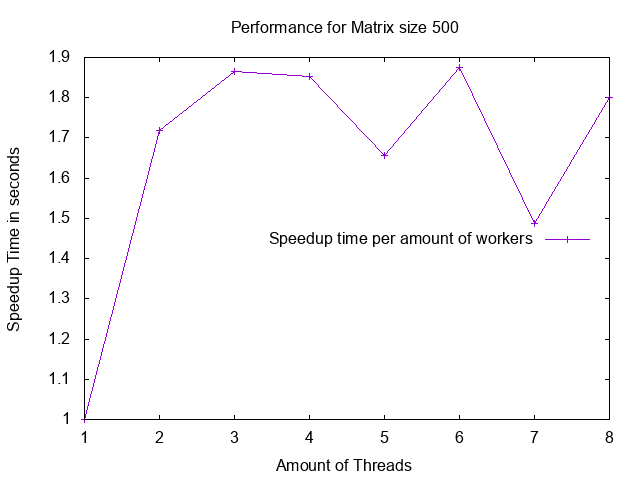 Performance for Matrix size 500
1.9
1.8
1.7
1.6
1.5
1.4
1.3
1.2
1.1
1
Speedup Time in seconds
Speedup time per amount of workers
1 2 3 4 5 6 7 8
Amount of Threads